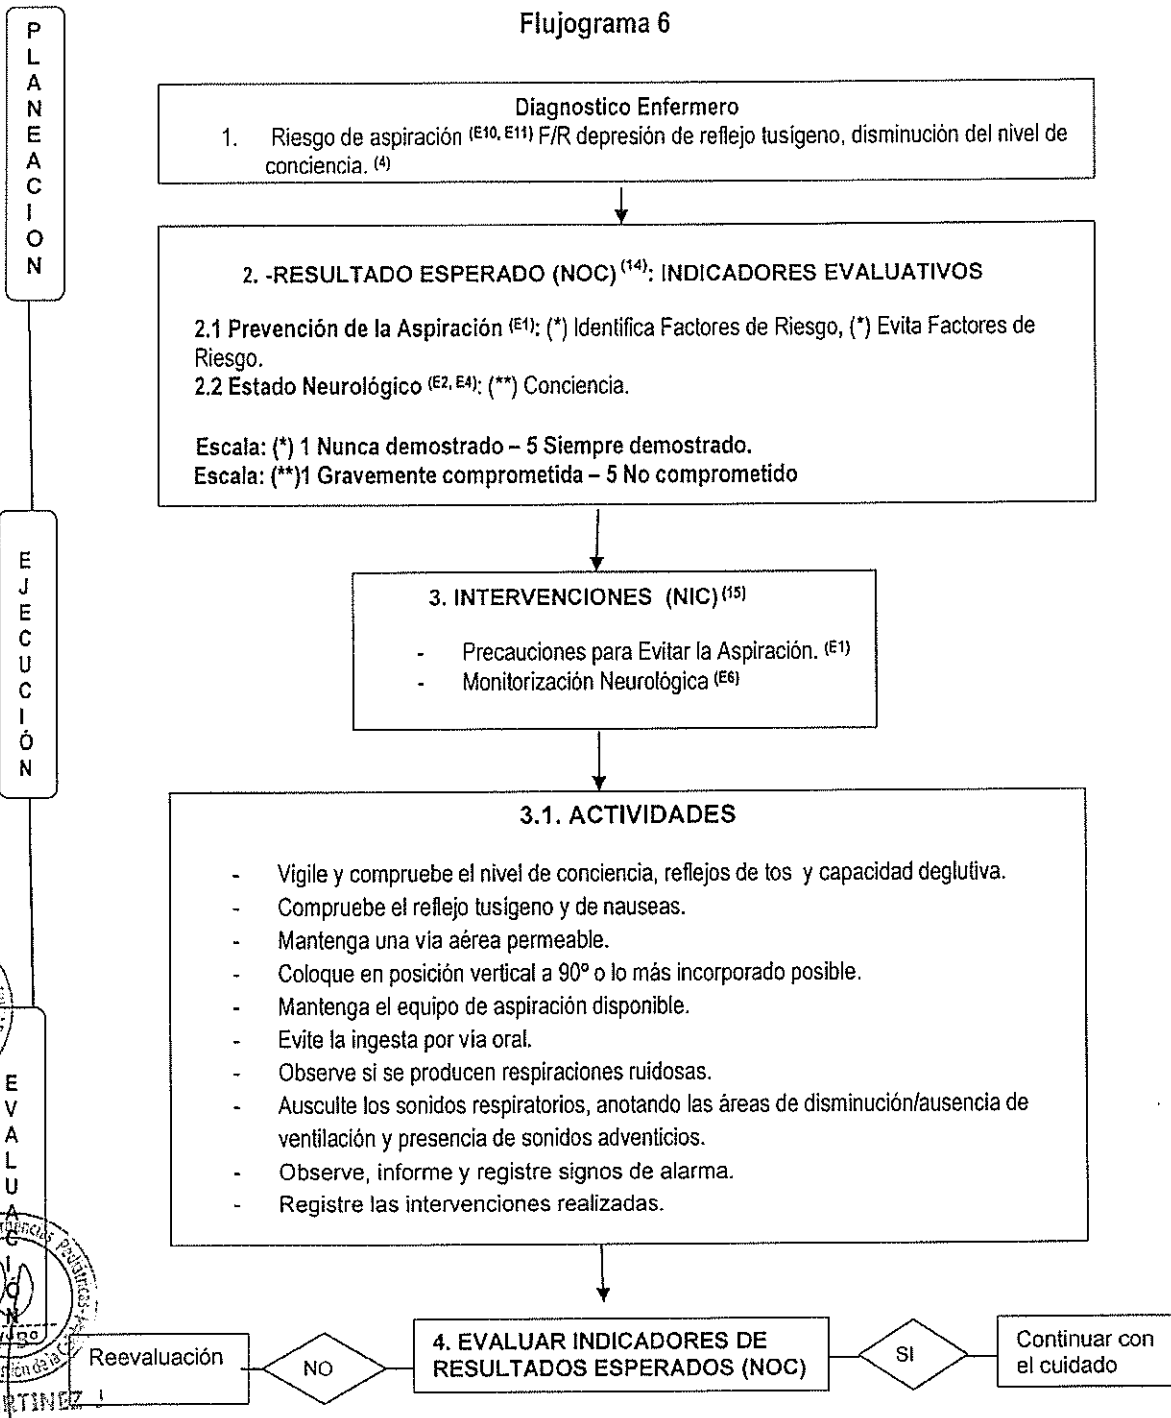 Flujograma 6
PLANEACION
Diagnostico Enfermero
1. Riesgo de aspiración (E10, E11) F/R depresión de reflejo tusígeno, disminución del nivel de
conciencia. (4)
2. -RESULTADO ESPERADO (NOC) (14): INDICADORES EVALUATIVOS
2.1 Prevención de la Aspiración (E1): (*) Identifica Factores de Riesgo, (*) Evita Factores de
Riesgo.
2.2 Estado Neurológico (E2, E4): (**) Conciencia.
Escala: (*) 1 Nunca demostrado – 5 Siempre demostrado.
Escala: (**)1 Gravemente comprometida – 5 No comprometido
EJECUCIÓN
3. INTERVENCIONES (NIC) (15)
- Precauciones para Evitar la Aspiración. (E1)
- Monitorización Neurológica (E6)
3.1. ACTIVIDADES
- Vigile y compruebe el nivel de conciencia, reflejos de tos y capacidad deglutiva.
- Compruebe el reflejo tusígeno y de nauseas.
- Mantenga una vía aérea permeable.
- Coloque en posición vertical a 90º o lo más incorporado posible.
- Mantenga el equipo de aspiración disponible.
- Evite la ingesta por vía oral.
- Observe si se producen respiraciones ruidosas.
- Ausculte los sonidos respiratorios, anotando las áreas de disminución/ausencia de
ventilación y presencia de sonidos adventicios.
- Observe, informe y registre signos de alarma.
- Registre las intervenciones realizadas.
EVALUACIÓN
Pediátricas
Reevaluación
NO
4. EVALUAR INDICADORES DE
RESULTADOS ESPERADOS (NOC)
SI
Continuar con
el cuidado